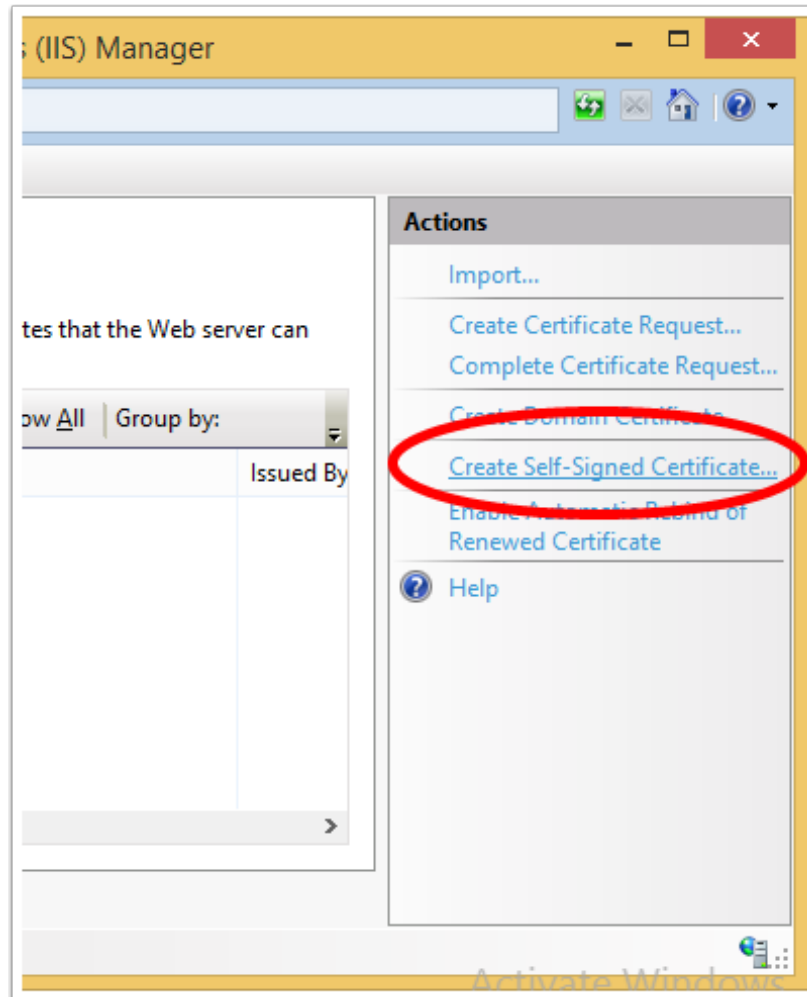 s (IIS) Manager
Actions
Import...
tes that the Web server can
Create Certificate Request...
Complete Certificate Request...
ow All Group by:
Create Domain Certificate...
Issued By
Create Self-Signed Certificate...
Enable Automatic Rebind of
Renewed Certificate
Help
Activate Windows